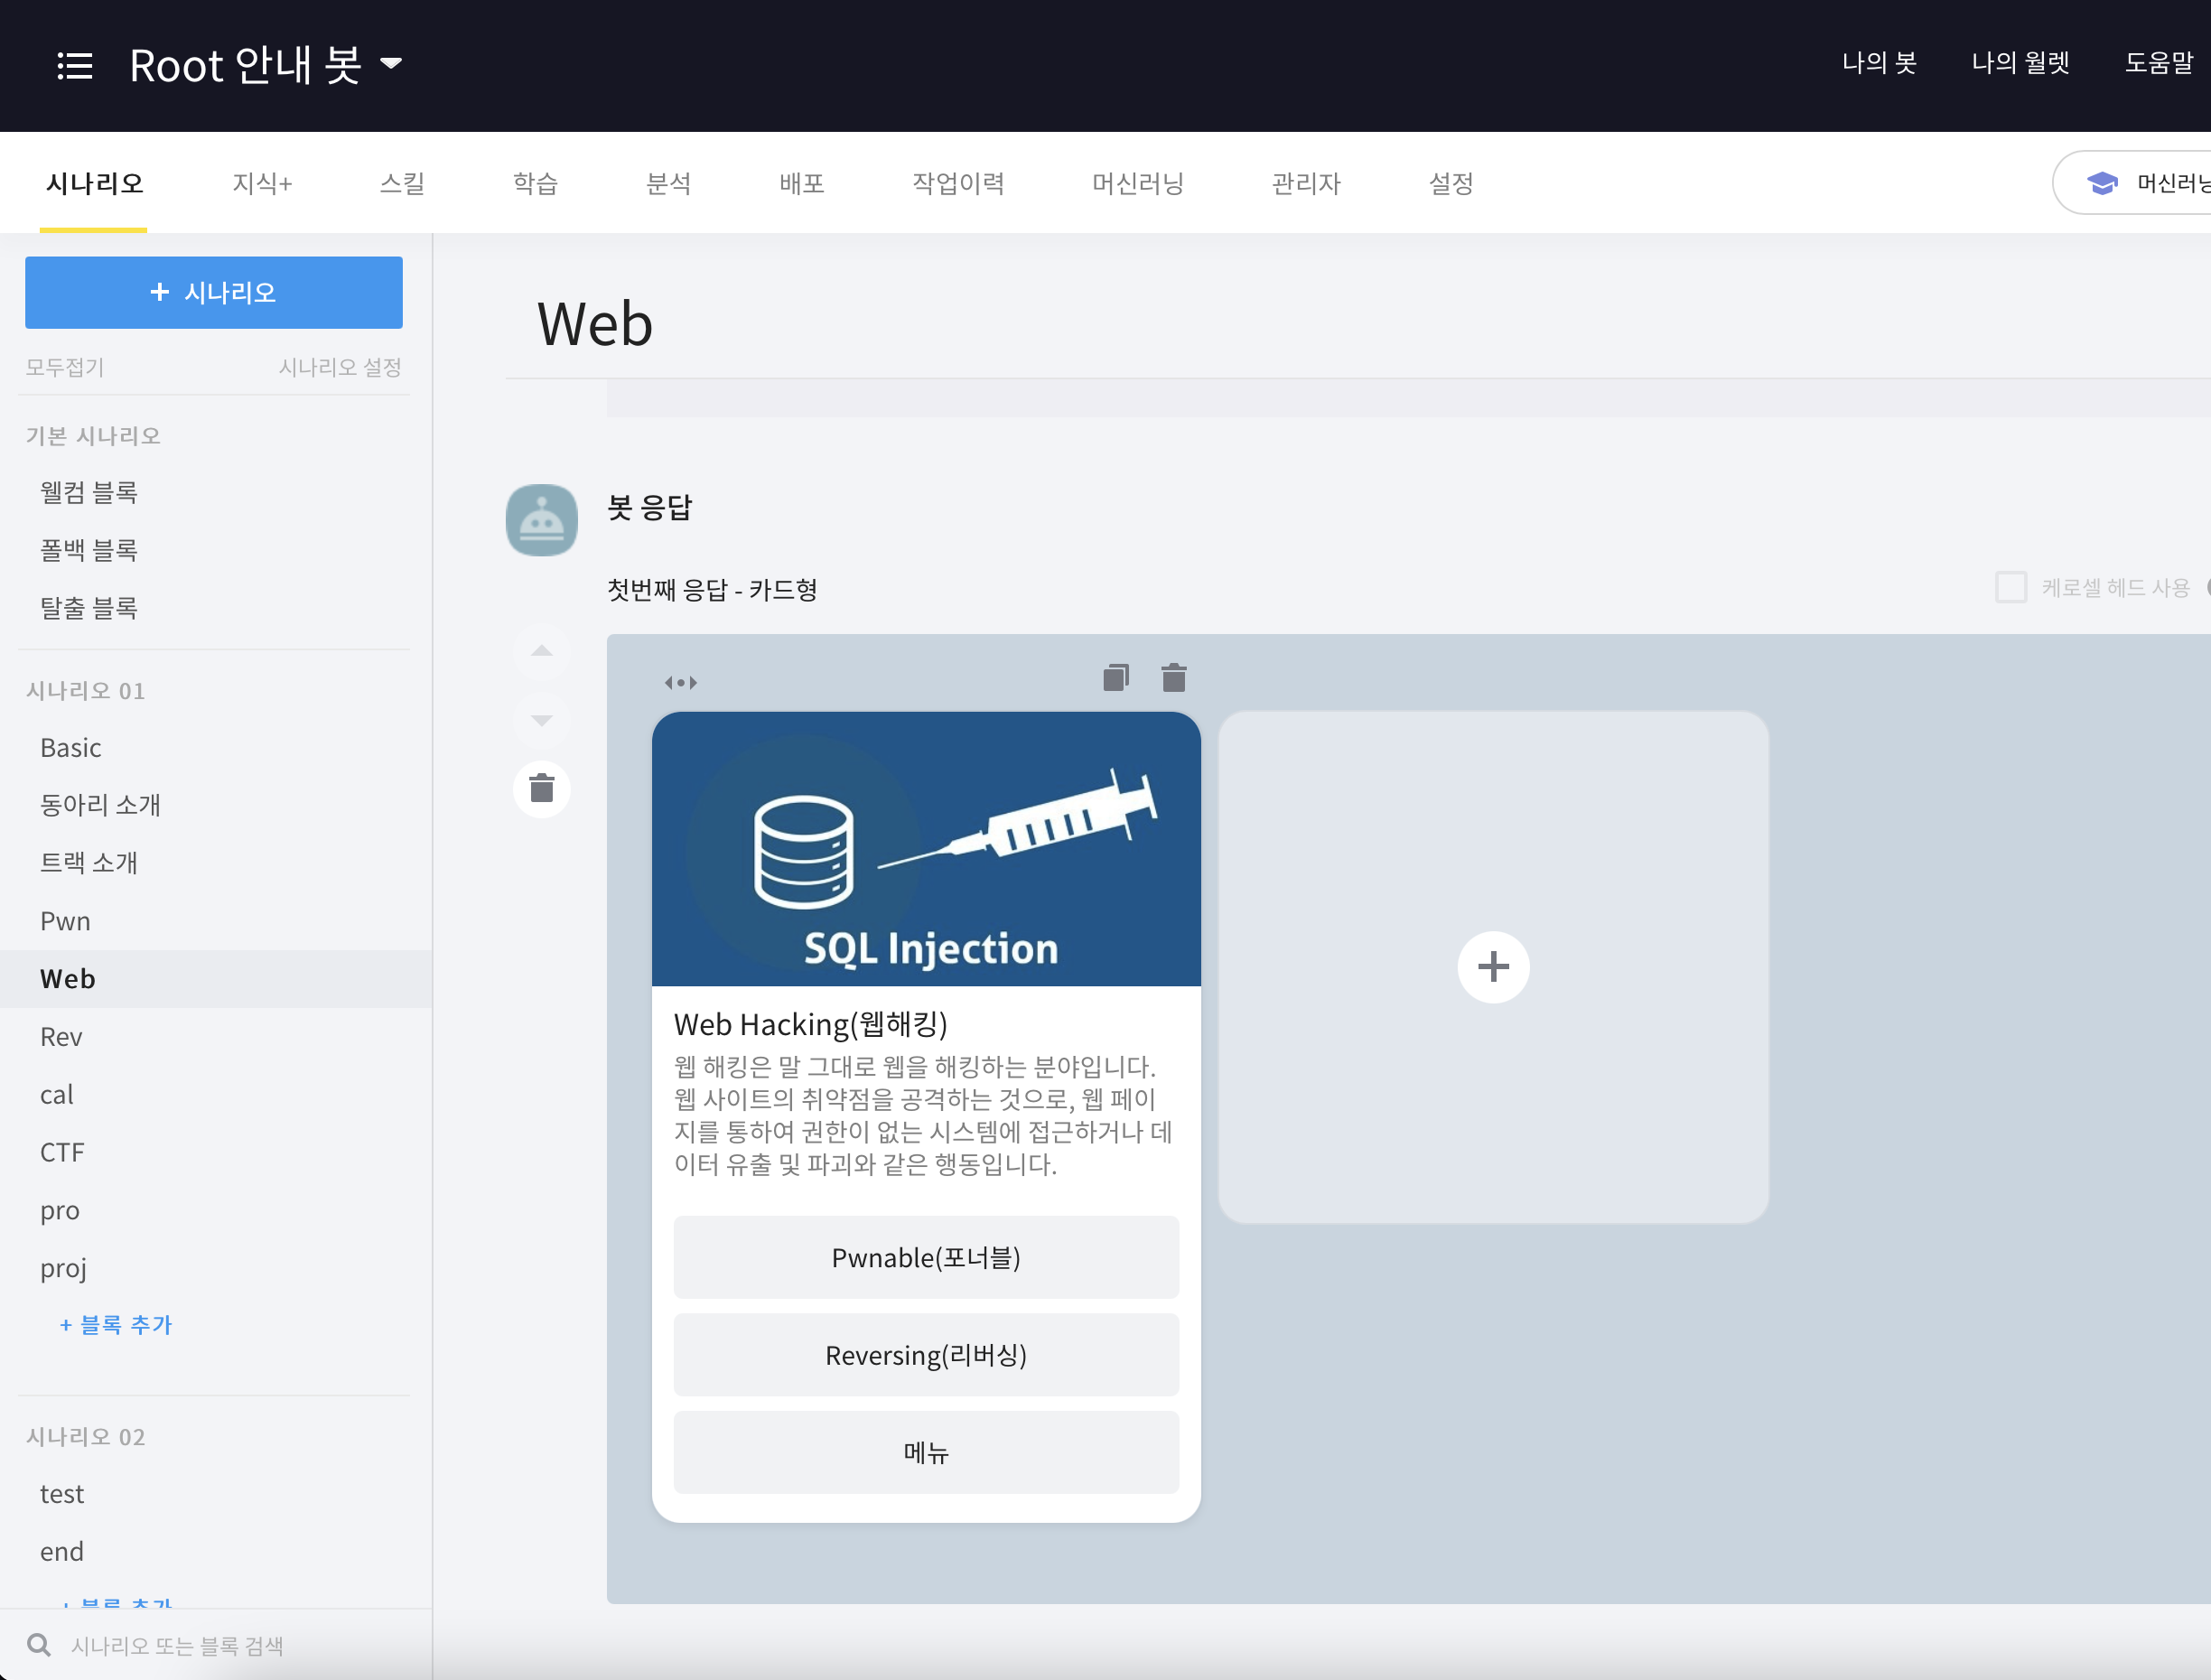 Root 안내 봇
나의 봇
나의 월렛
도움말
시나리오
지식+
스킬
학습
분석
배포
작업이력
머신러닝
관리자
설정
머신러닝
+ 시나리오
모두접기
시나리오 설정
기본 시나리오
웰컴 블록
폴백 블록
탈출 블록
시나리오 01
Basic
동아리 소개
트랙 소개
Pwn
Web
Rev
cal
CTF
pro
proj
+ 블록 추가
시나리오 02
test
end
+ 블록 추가
시나리오 또는 블록 검색
Web
봇 응답
첫번째 응답 - 카드형
케로셀 헤드 사용
SQL Injection
Web Hacking(웹해킹)
웹 해킹은 말 그대로 웹을 해킹하는 분야입니다.
웹 사이트의 취약점을 공격하는 것으로, 웹 페이
지를 통하여 권한이 없는 시스템에 접근하거나 데
이터 유출 및 파괴와 같은 행동입니다.
Pwnable(포너블)
Reversing(리버싱)
메뉴